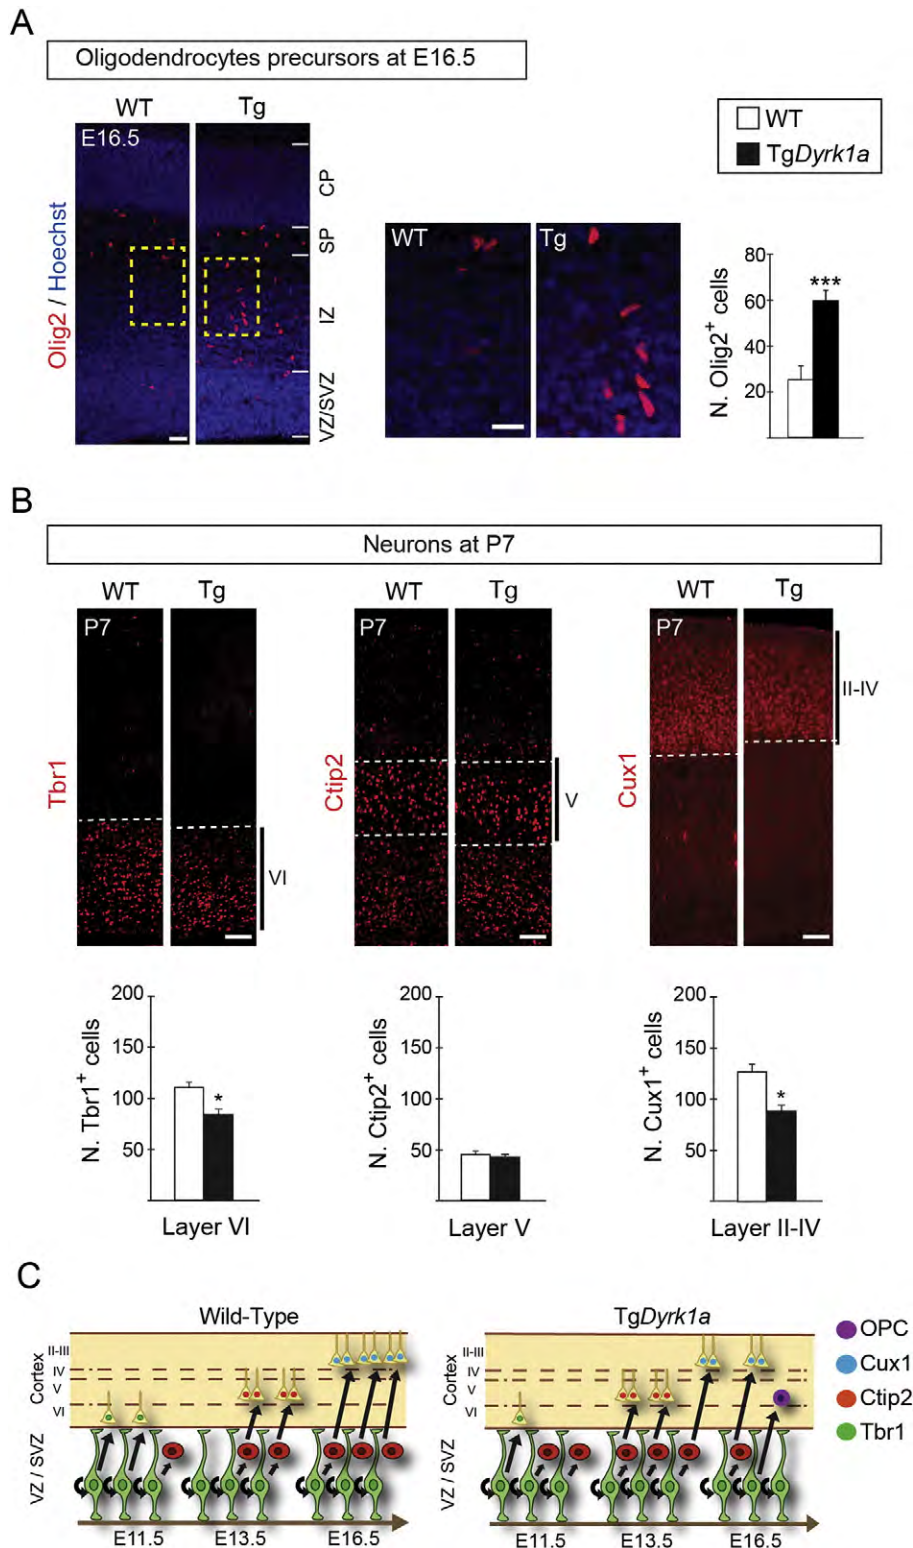 A
Oligodendrocytes precursors at E16.5
WT
Tg
E16.5
Olig2 / Hoechst
CP
SP
IZ
VZ/SVZ
WT
Tg
WT
TgDyrk1a
N. Olig2+ cells
80
60
40
20
***
B
Neurons at P7
WT
Tg
P7
Tbr1
VI
WT
Tg
P7
Ctip2
V
WT
Tg
P7
Cux1
II-IV
N. Tbr1+ cells
200
150
100
50
*
Layer VI
N. Ctip2+ cells
200
150
100
50
Layer V
N. Cux1+ cells
200
150
100
50
*
Layer II-IV
C
Wild-Type
Cortex
II-III
IV
V
VI
VZ / SVZ
E11.5
E13.5
E16.5
TgDyrk1a
Cortex
II-III
IV
V
VI
VZ / SVZ
E11.5
E13.5
E16.5
OPC
Cux1
Ctip2
Tbr1